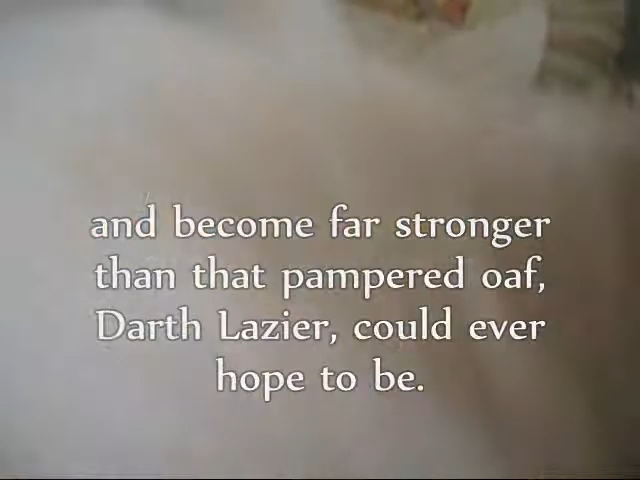 and become far stronger
than that pampered oaf,
Darth Lazier, could ever
hope to be.